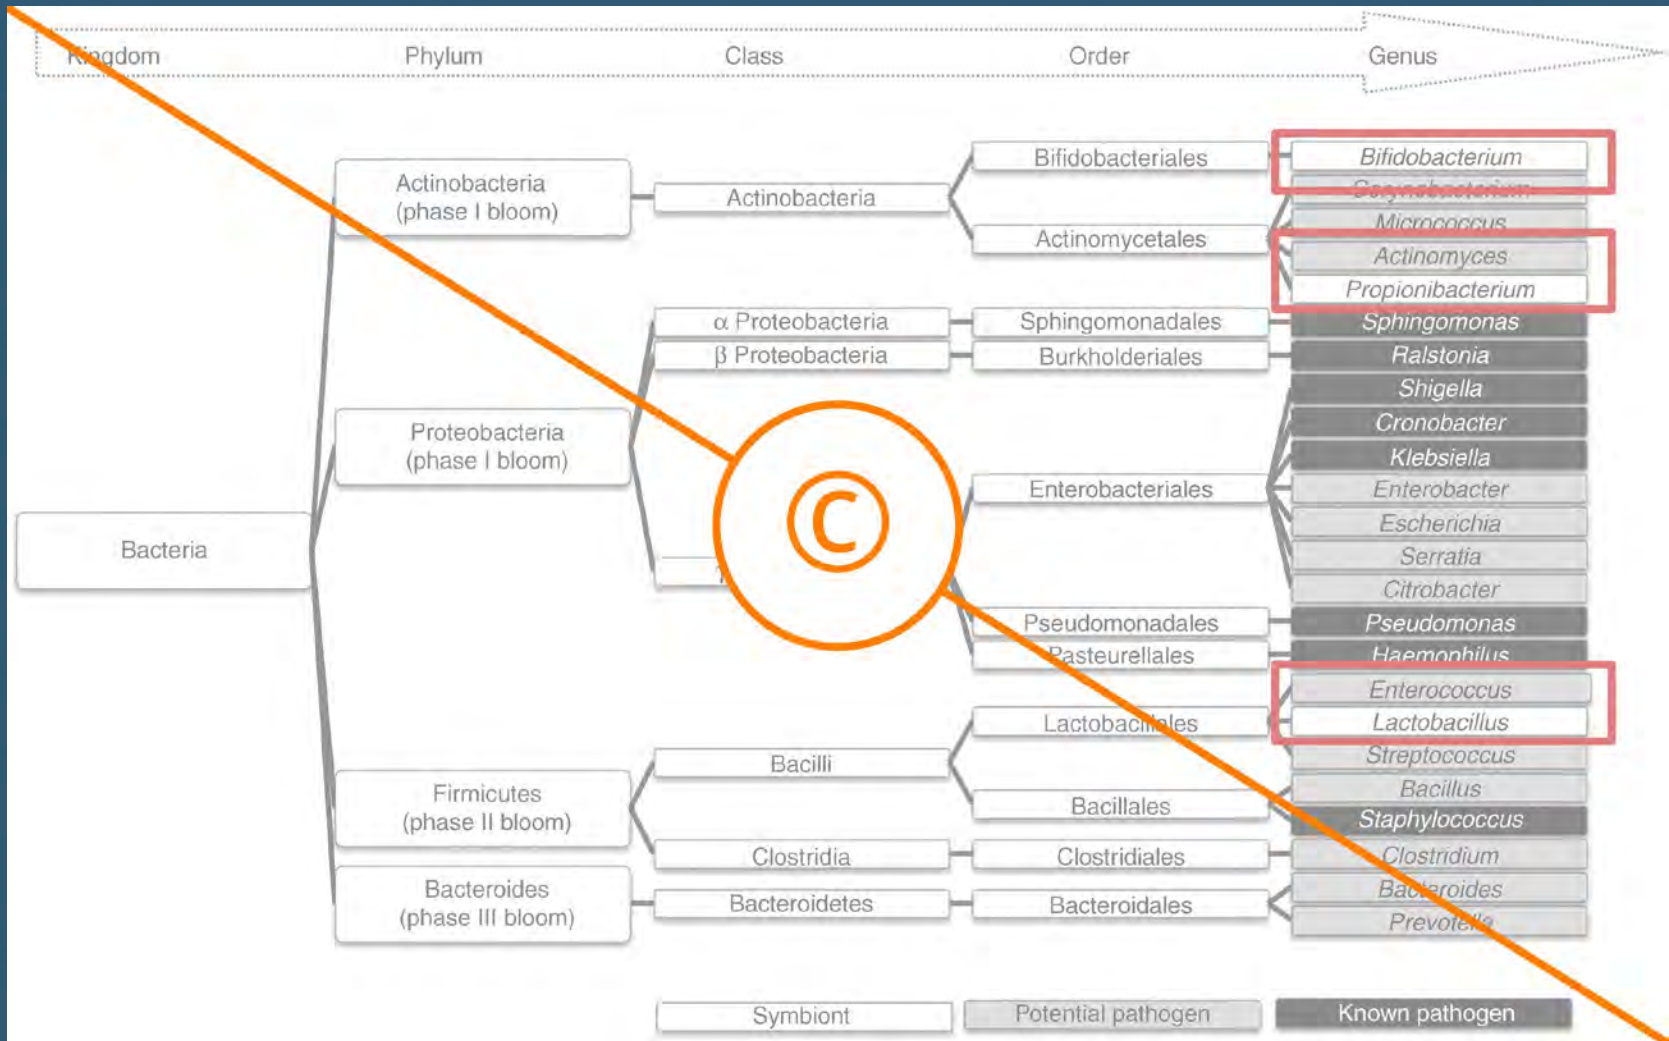 Kingdom Phylum Class Order Genus
Bifidobacteriales Bifidobacterium
Actinobacteria
(phase I bloom)
Actinobacteria
Corynobacterium
Micrococcus
Actinomycetales
Actinomyces
Propionibacterium
α Proteobacteria Sphingomonadales Sphingomonas
β Proteobacteria Burkholderiales Ralstonia
Shigella
Proteobacteria
(phase I bloom)
Cronobacter
Klebsiella
Enterobacteriales Enterobacter
Escherichia
Bacteria
©
Serratia
Citrobacter
Pseudomonadales Pseudomonas
Pasteurellales Haemophilus
Enterococcus
Lactobacillales Lactobacillus
Streptococcus
Bacilli
Firmicutes
(phase II bloom)
Bacillus
Bacillales
Staphylococcus
Clostridia Clostridiales Clostridium
Bacteroides
(phase III bloom)
Bacteroidetes Bacteroidales
Bacteroides
Prevotella
Symbiont Potential pathogen Known pathogen